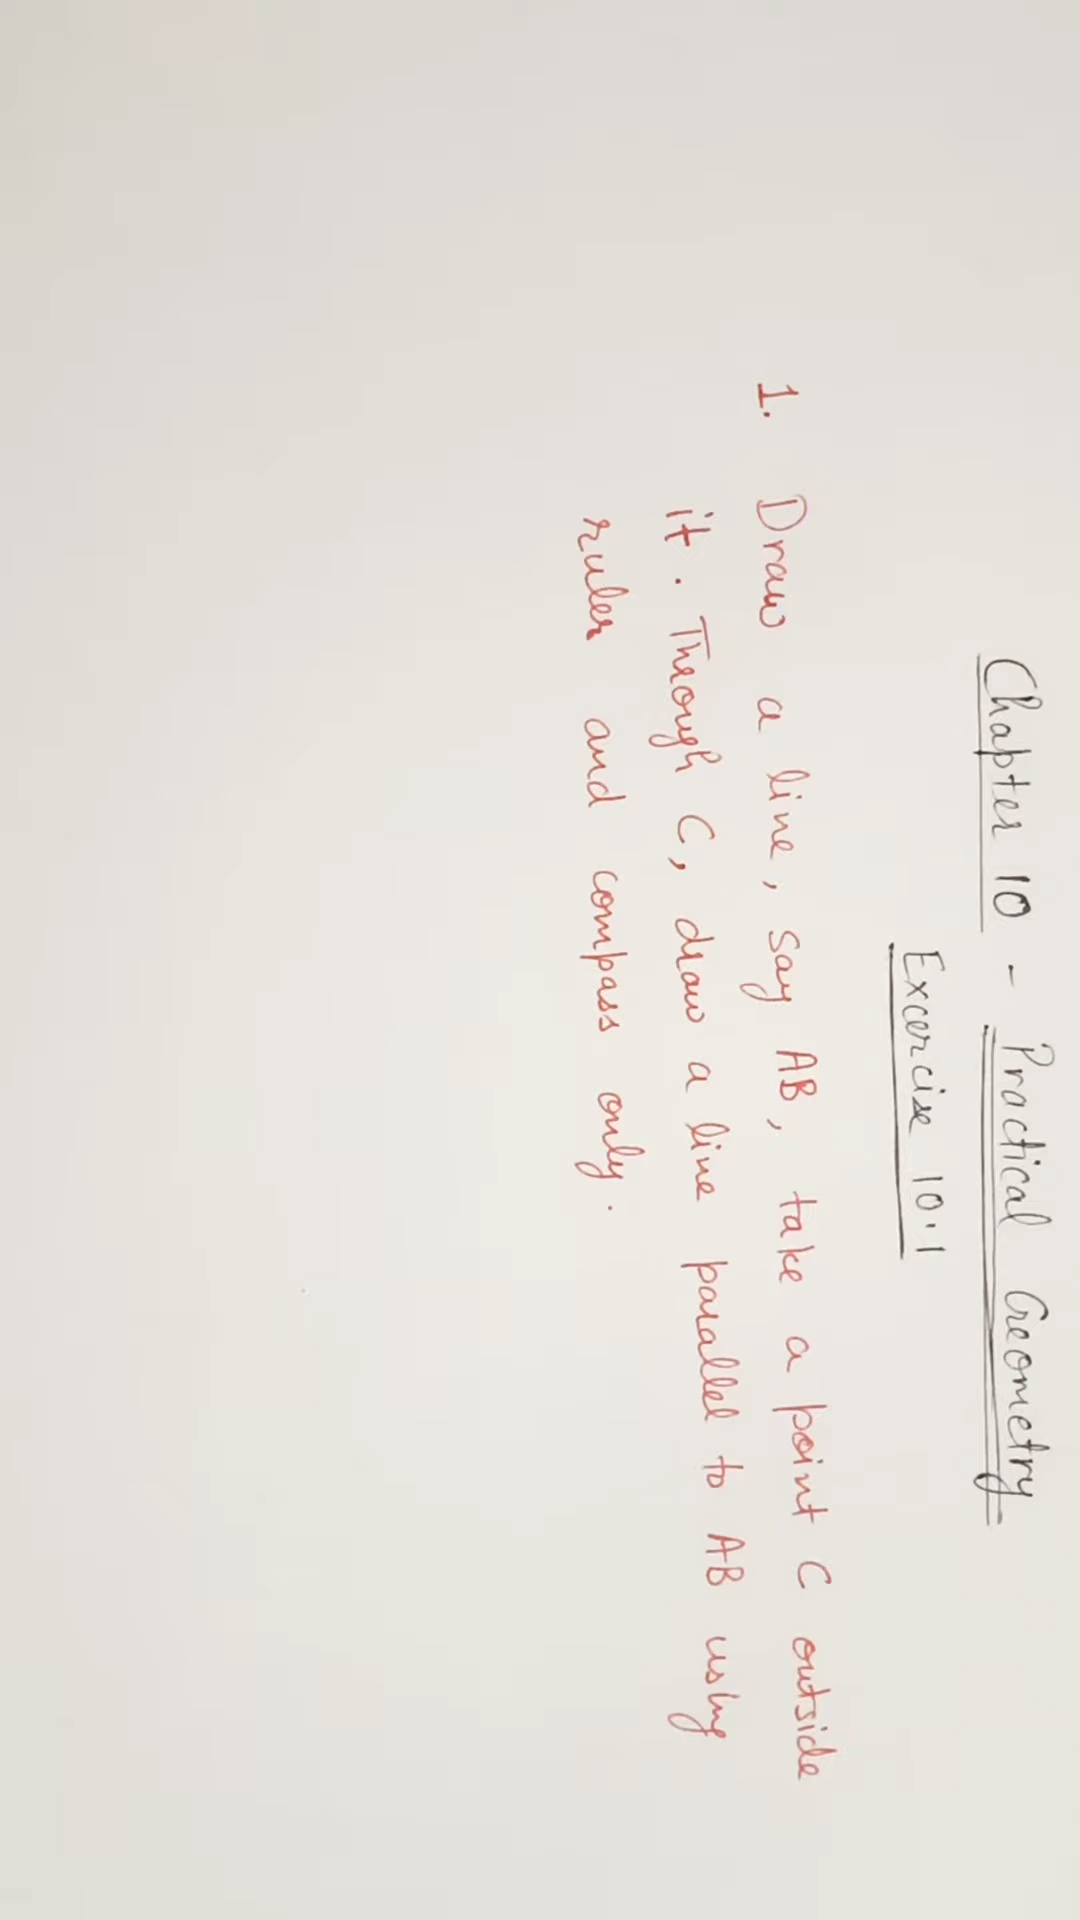 Chapter 10 - Practical Geometry
Excercise 10.1
1. Draw a line, say AB, take a point C outside
it. Through C, draw a line parallel to AB using
ruler and compass only.